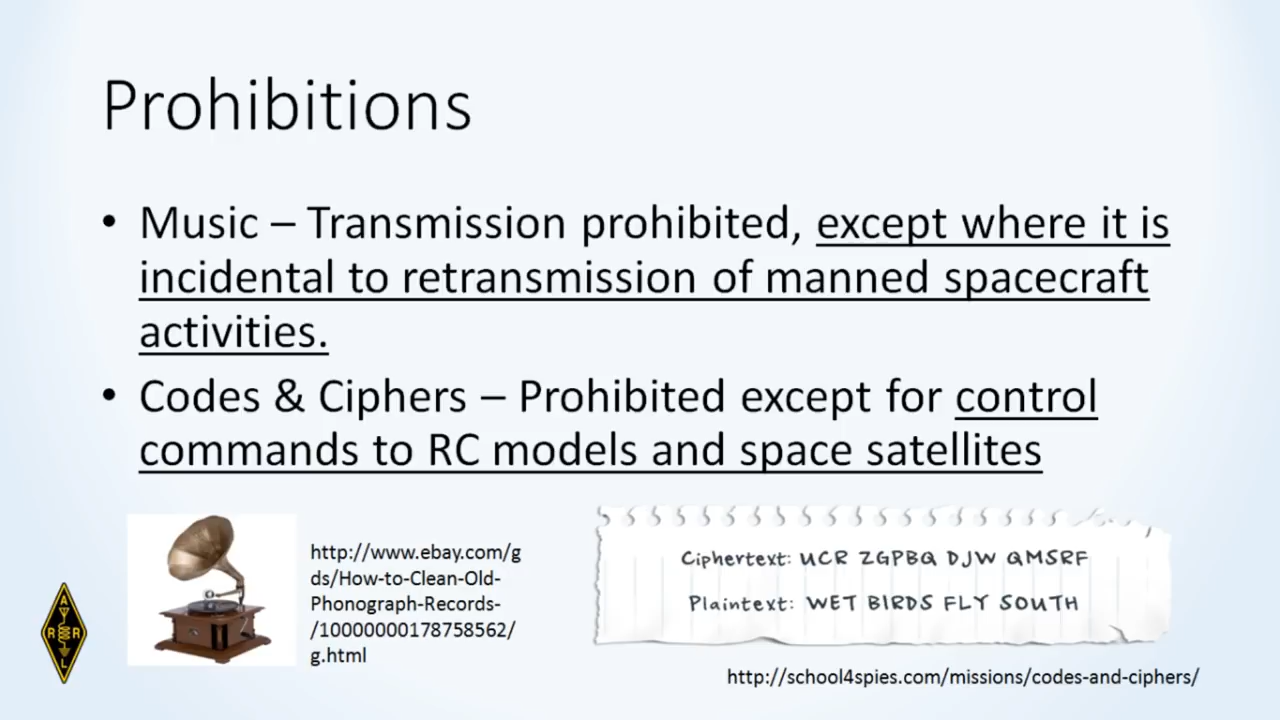 Prohibitions
• Music – Transmission prohibited, except where it is
incidental to retransmission of manned spacecraft
activities.
• Codes & Ciphers – Prohibited except for control
commands to RC models and space satellites
http://www.ebay.com/g
ds/How-to-Clean-Old-
Phonograph-Records-
/10000000178758562/
g.html
Ciphertext: UCR ZGPBQ DJW QMSRF
Plaintext: WET BIRDS FLY SOUTH
A
R R
L
http://school4spies.com/missions/codes-and-ciphers/